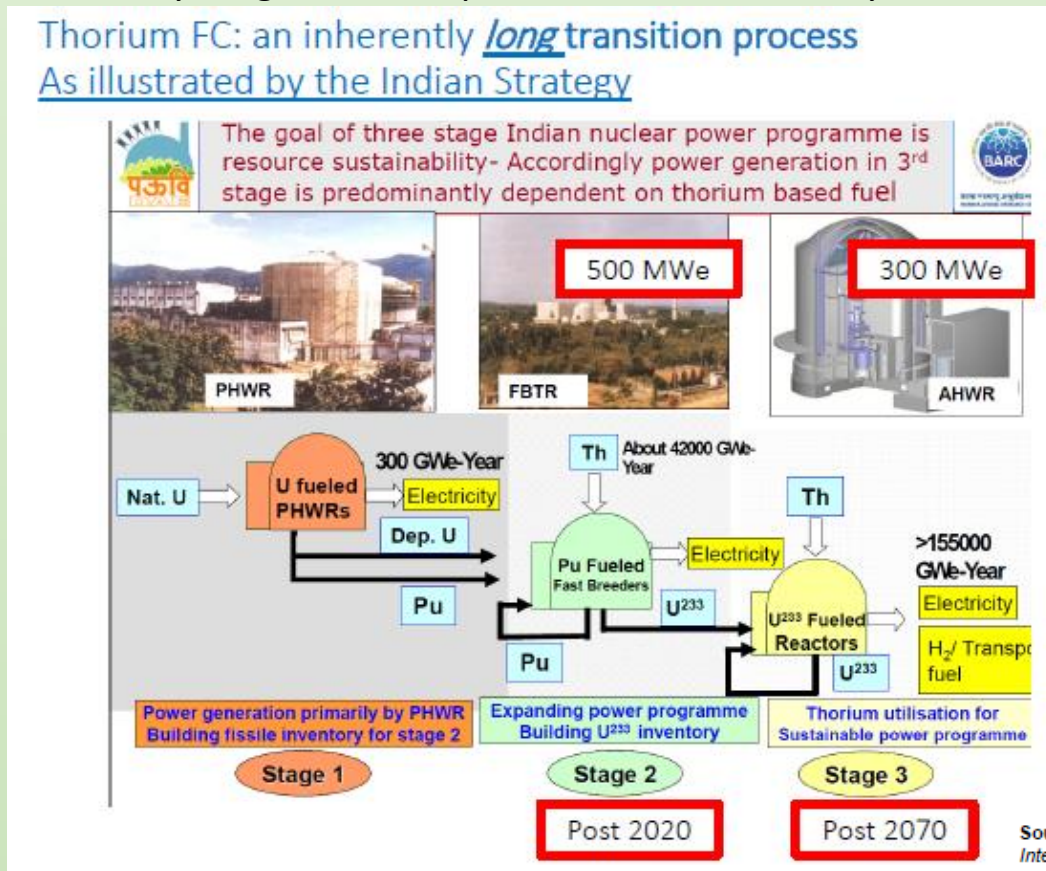 Thorium FC: an inherently long transition process
As illustrated by the Indian Strategy
The goal of three stage Indian nuclear power programme is
resource sustainability- Accordingly power generation in 3rd
stage is predominantly dependent on thorium based fuel
पऊवि
BARC
500 MWe
300 MWe
PHWR
FBTR
AHWR
Nat. U
U fueled
PHWRs
300 GWe-Year
Electricity
Dep. U
Pu
Th
About 42000 GWe-
Year
Pu Fueled
Fast Breeders
Electricity
Pu
U233
Th
U233 Fueled
Reactors
>155000
GWe-Year
Electricity
H2/ Transpo
fuel
U233
Power generation primarily by PHWR
Building fissile inventory for stage 2
Expanding power programme
Building U233 inventory
Thorium utilisation for
Sustainable power programme
Stage 1
Stage 2
Stage 3
Post 2020
Post 2070
Sou
Inte